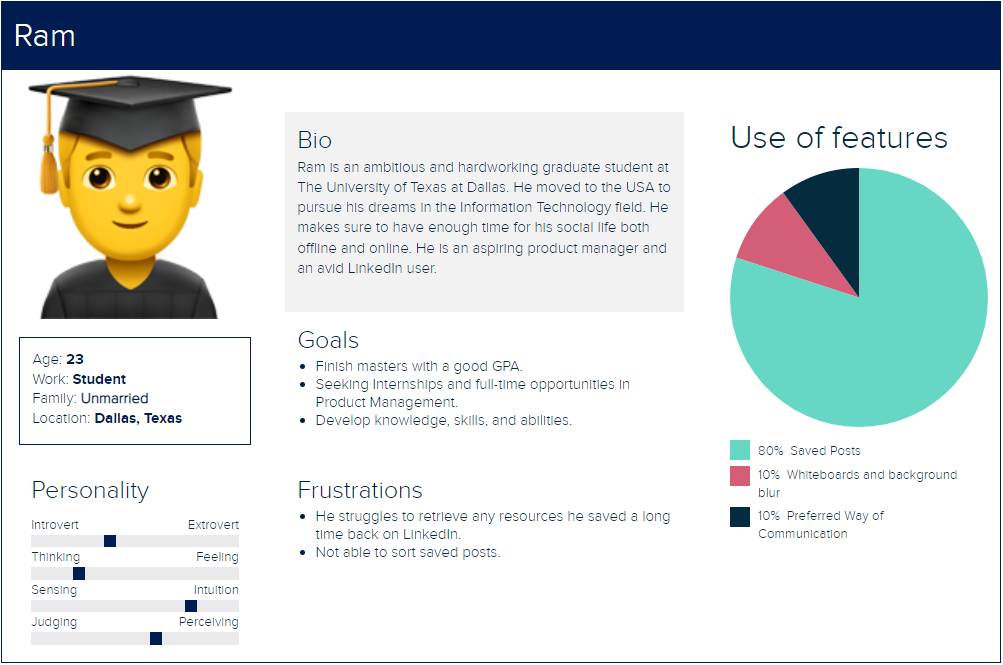 Ram
Age: 23
Work: Student
Family: Unmarried
Location: Dallas, Texas
Personality
Introvert Extrovert
Thinking Feeling
Sensing Intuition
Judging Perceiving
Bio
Ram is an ambitious and hardworking graduate student at
The University of Texas at Dallas. He moved to the USA to
pursue his dreams in the Information Technology field. He
makes sure to have enough time for his social life both
offline and online. He is an aspiring product manager and
an avid LinkedIn user.
Goals
• Finish masters with a good GPA.
• Seeking Internships and full-time opportunities in
Product Management.
• Develop knowledge, skills, and abilities.
Frustrations
• He struggles to retrieve any resources he saved a long
time back on LinkedIn.
• Not able to sort saved posts.
Use of features
80% Saved Posts
10% Whiteboards and background
blur
10% Preferred Way of
Communication